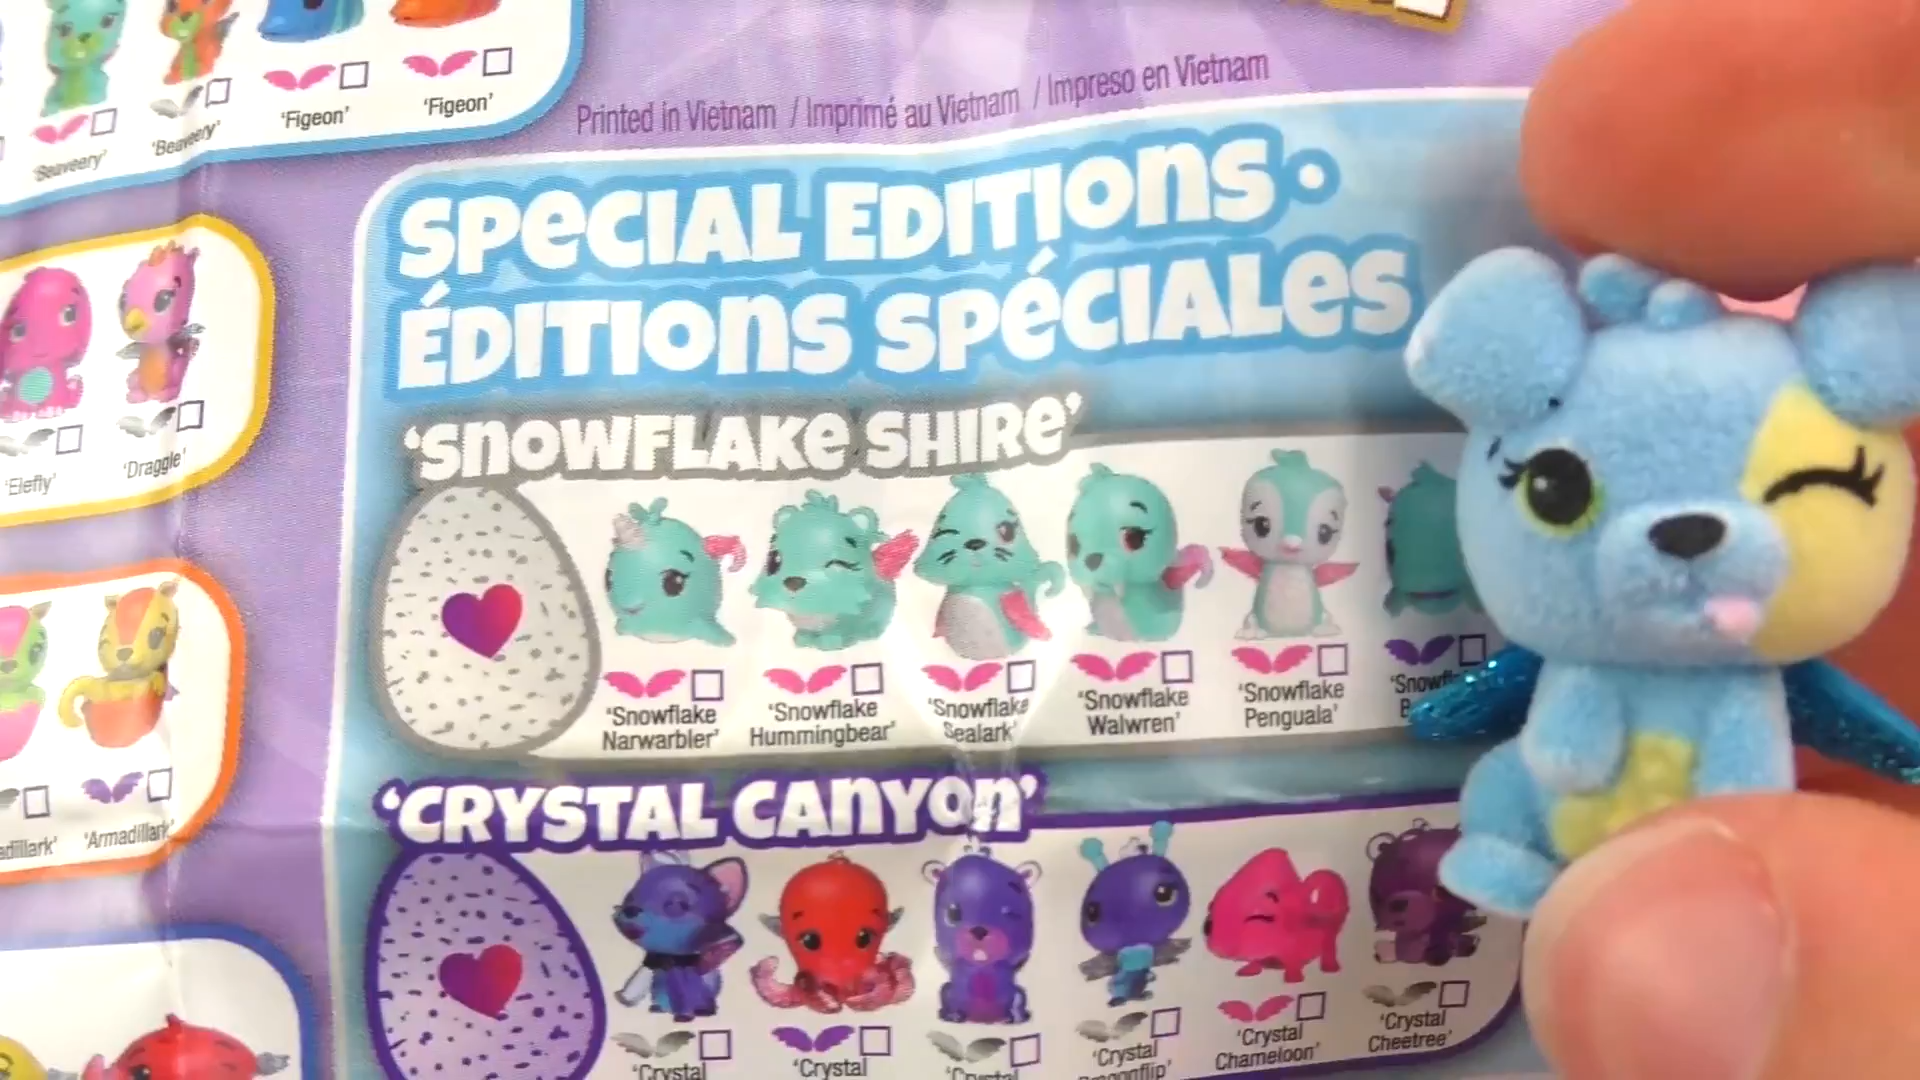 'Beaveery'
'Beaveery'
'Figeon'
'Figeon'
Printed in Vietnam / Imprimé au Vietnam / Impreso en Vietnam
SPECIAL EDITIONS •
ÉDITIONS SPÉCIALES
'Elefly'
'Draggle'
'SNOWFLAKE SHIRE'
'Snowflake
Narwarbler'
'Snowflake
Hummingbear'
'Snowflake
Sealark'
'Snowflake
Walwren'
'Snowflake
Penguala'
'Armadillark'
'CRYSTAL CANYON'
'Crystal
'Crystal
'Crystal
'Crystal
'Crystal
Chameloon'
'Crystal
Cheetree'